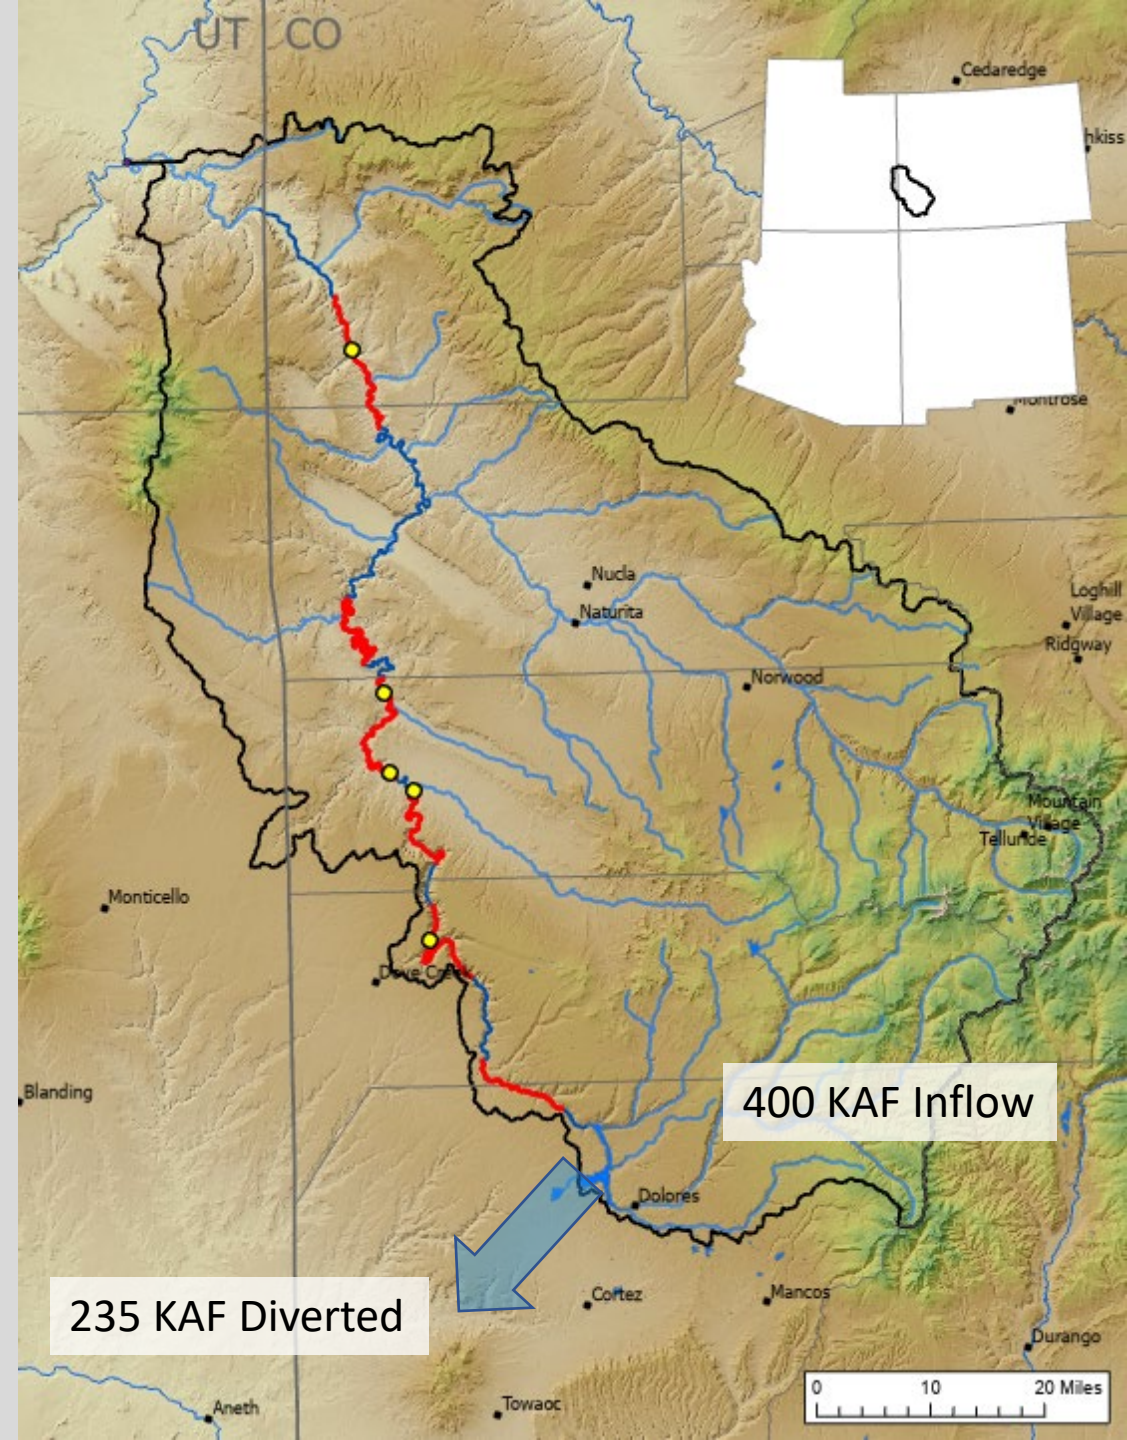 UT
CO
Cedaredge
hkiss
Montrose
Nucla
Naturita
Loghill
Village
Ridgway
Norwood
Mountain
Village
Telluride
Monticello
Dove Creek
Blanding
400 KAF Inflow
Dolores
235 KAF Diverted
Cortez
Mancos
Durango
0 10 20 Miles
Aneth
Towaoc